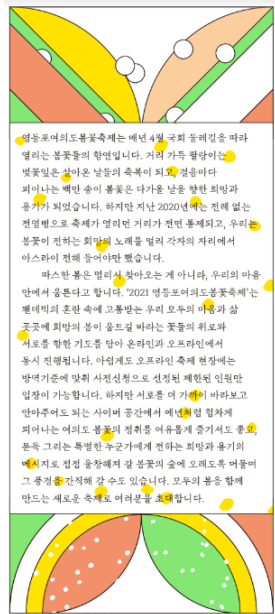 영등포여의도봄꽃축제는 매년 4월 국회 둘레길을 따라
열리는 봄꽃들의 향연입니다. 거리 가득 팔랑이는
벚꽃잎은 살아온 날들의 축복이 되고, 걸음마다
피어나는 백만 송이 봄꽃은 다가올 날을 향한 희망과
용기가 되었습니다. 하지만 지난 2020년에는 전례 없는
전염병으로 축제가 열리던 거리가 전면 통제되고, 우리는
봄꽃이 전하는 희망의 노래를 멀리 각자의 자리에서
아스라이 전해 들어야만 했습니다.
따스한 봄은 멀리서 찾아오는 게 아니라, 우리의 마음
안에서 움튼다고 합니다. ‘2021 영등포여의도봄꽃축제’는
팬데믹의 혼란 속에 고통받는 우리 모두의 마음과 삶
곳곳에 희망의 봄이 움트길 바라는 꽃들의 위로와
서로를 향한 기도를 담아 온라인과 오프라인에서
동시 진행됩니다. 아쉽게도 오프라인 축제 현장에는
방역기준에 맞춰 사전신청으로 선정된 제한된 인원만
입장이 가능합니다. 하지만 서로를 더 가까이 바라보고
안아주어도 되는 사이버 공간에서 예년처럼 힘차게
피어나는 여의도 봄꽃의 정취를 여유롭게 즐기셔도 좋고,
문득 그리는 특별한 누군가에게 전하는 희망과 용기의
메시지로 점점 울창해져 갈 봄꽃의 숲에 오래도록 머물며
그 풍경을 간직해 갈 수도 있습니다. 모두의 봄을 함께
만드는 새로운 축제로 여러분을 초대합니다.